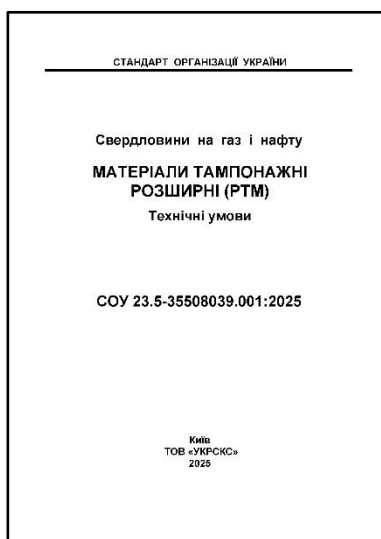 СТАНДАРТ ОРГАНІЗАЦІЇ УКРАЇНИ
Свердловини на газ і нафту
МАТЕРІАЛИ ТАМПОНАЖНІ
РОЗШИРНІ (РТМ)
Технічні умови
СОУ 23.5-35508039.001:2025
Київ
ТОВ «УКРСКС»
2025